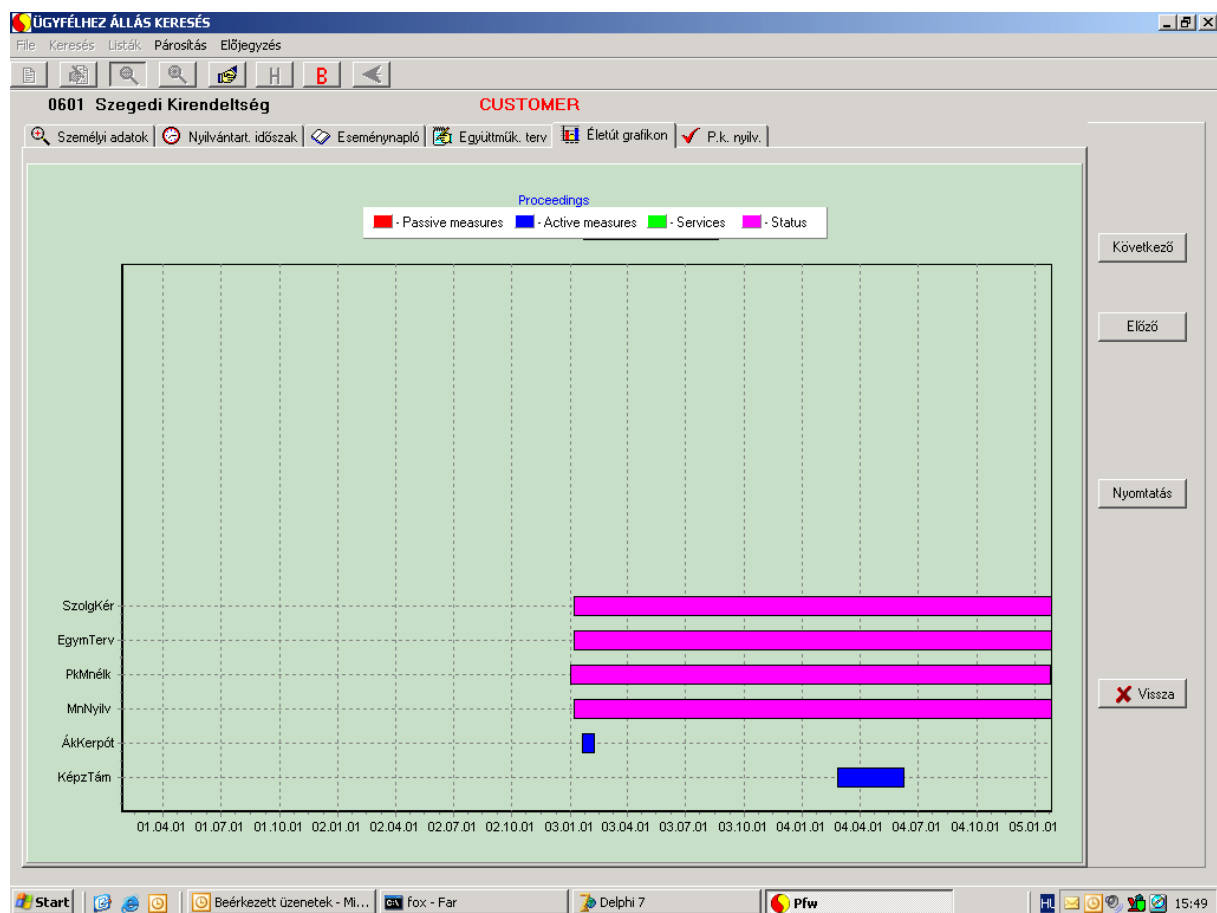 ÜGYFÉLHEZ ÁLLÁS KERESÉS
File Keresés Listák Párosítás Előjegyzés
H B
0601 Szegedi Kirendeltség CUSTOMER
Személyi adatok Nyilvántart. időszak Eseménynapló Együttműk. terv Életút grafikon P.k. nyilv.
Proceedings
- Passive measures - Active measures - Services - Status
Következő
Előző
Nyomtatás
SzolgKér
EgymTerv
PkMnélk
Vissza
MnNyilv
ÁkKerpót
KépzTám
01.04.01 01.07.01 01.10.01 02.01.01 02.04.01 02.07.01 02.10.01 03.01.01 03.04.01 03.07.01 03.10.01 04.01.01 04.04.01 04.07.01 04.10.01 05.01.01
Start Beérkezett üzenetek - Mi... fox - Far Delphi 7 Pfw HU 15:49